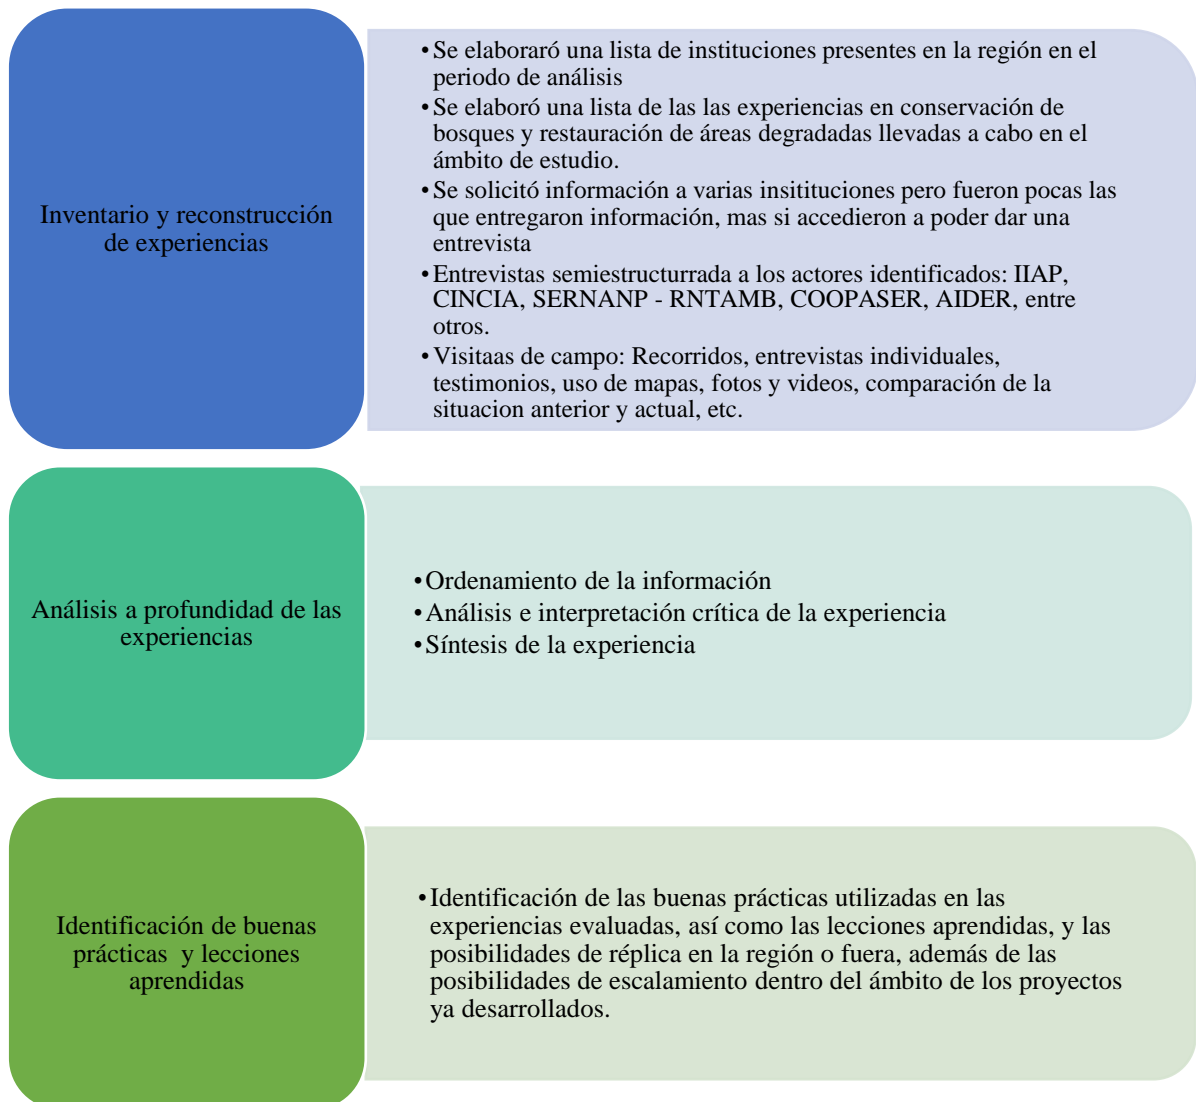 Inventario y reconstrucción
de experiencias
•Se elaboraró una lista de instituciones presentes en la región en el
periodo de análisis
•Se elaboró una lista de las las experiencias en conservación de
bosques y restauración de áreas degradadas llevadas a cabo en el
ámbito de estudio.
•Se solicitó información a varias insitituciones pero fueron pocas las
que entregaron información, mas si accedieron a poder dar una
entrevista
•Entrevistas semiestructurrada a los actores identificados: IIAP,
CINCIA, SERNANP - RNTAMB, COOPASER, AIDER, entre
otros.
•Visitaas de campo: Recorridos, entrevistas individuales,
testimonios, uso de mapas, fotos y videos, comparación de la
situacion anterior y actual, etc.
Análisis a profundidad de las
experiencias
•Ordenamiento de la información
•Análisis e interpretación crítica de la experiencia
•Síntesis de la experiencia
Identificación de buenas
prácticas y lecciones
aprendidas
•Identificación de las buenas prácticas utilizadas en las
experiencias evaluadas, así como las lecciones aprendidas, y las
posibilidades de réplica en la región o fuera, además de las
posibilidades de escalamiento dentro del ámbito de los proyectos
ya desarrollados.